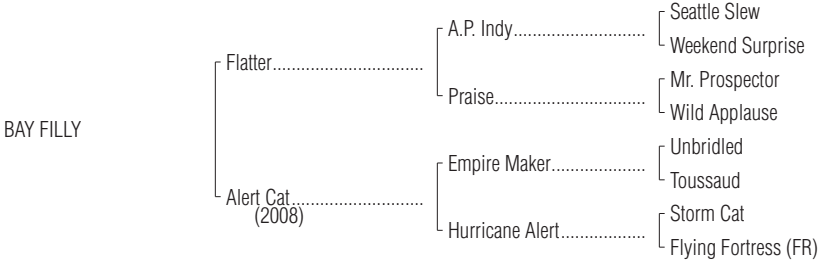 Seattle Slew
A.P. Indy..............................
Weekend Surprise
Flatter..................................
Mr. Prospector
Praise..................................
Wild Applause
BAY FILLY
Unbridled
Empire Maker.....................
Toussaud
Alert Cat..............................
(2008)
Storm Cat
Hurricane Alert...................
Flying Fortress (FR)